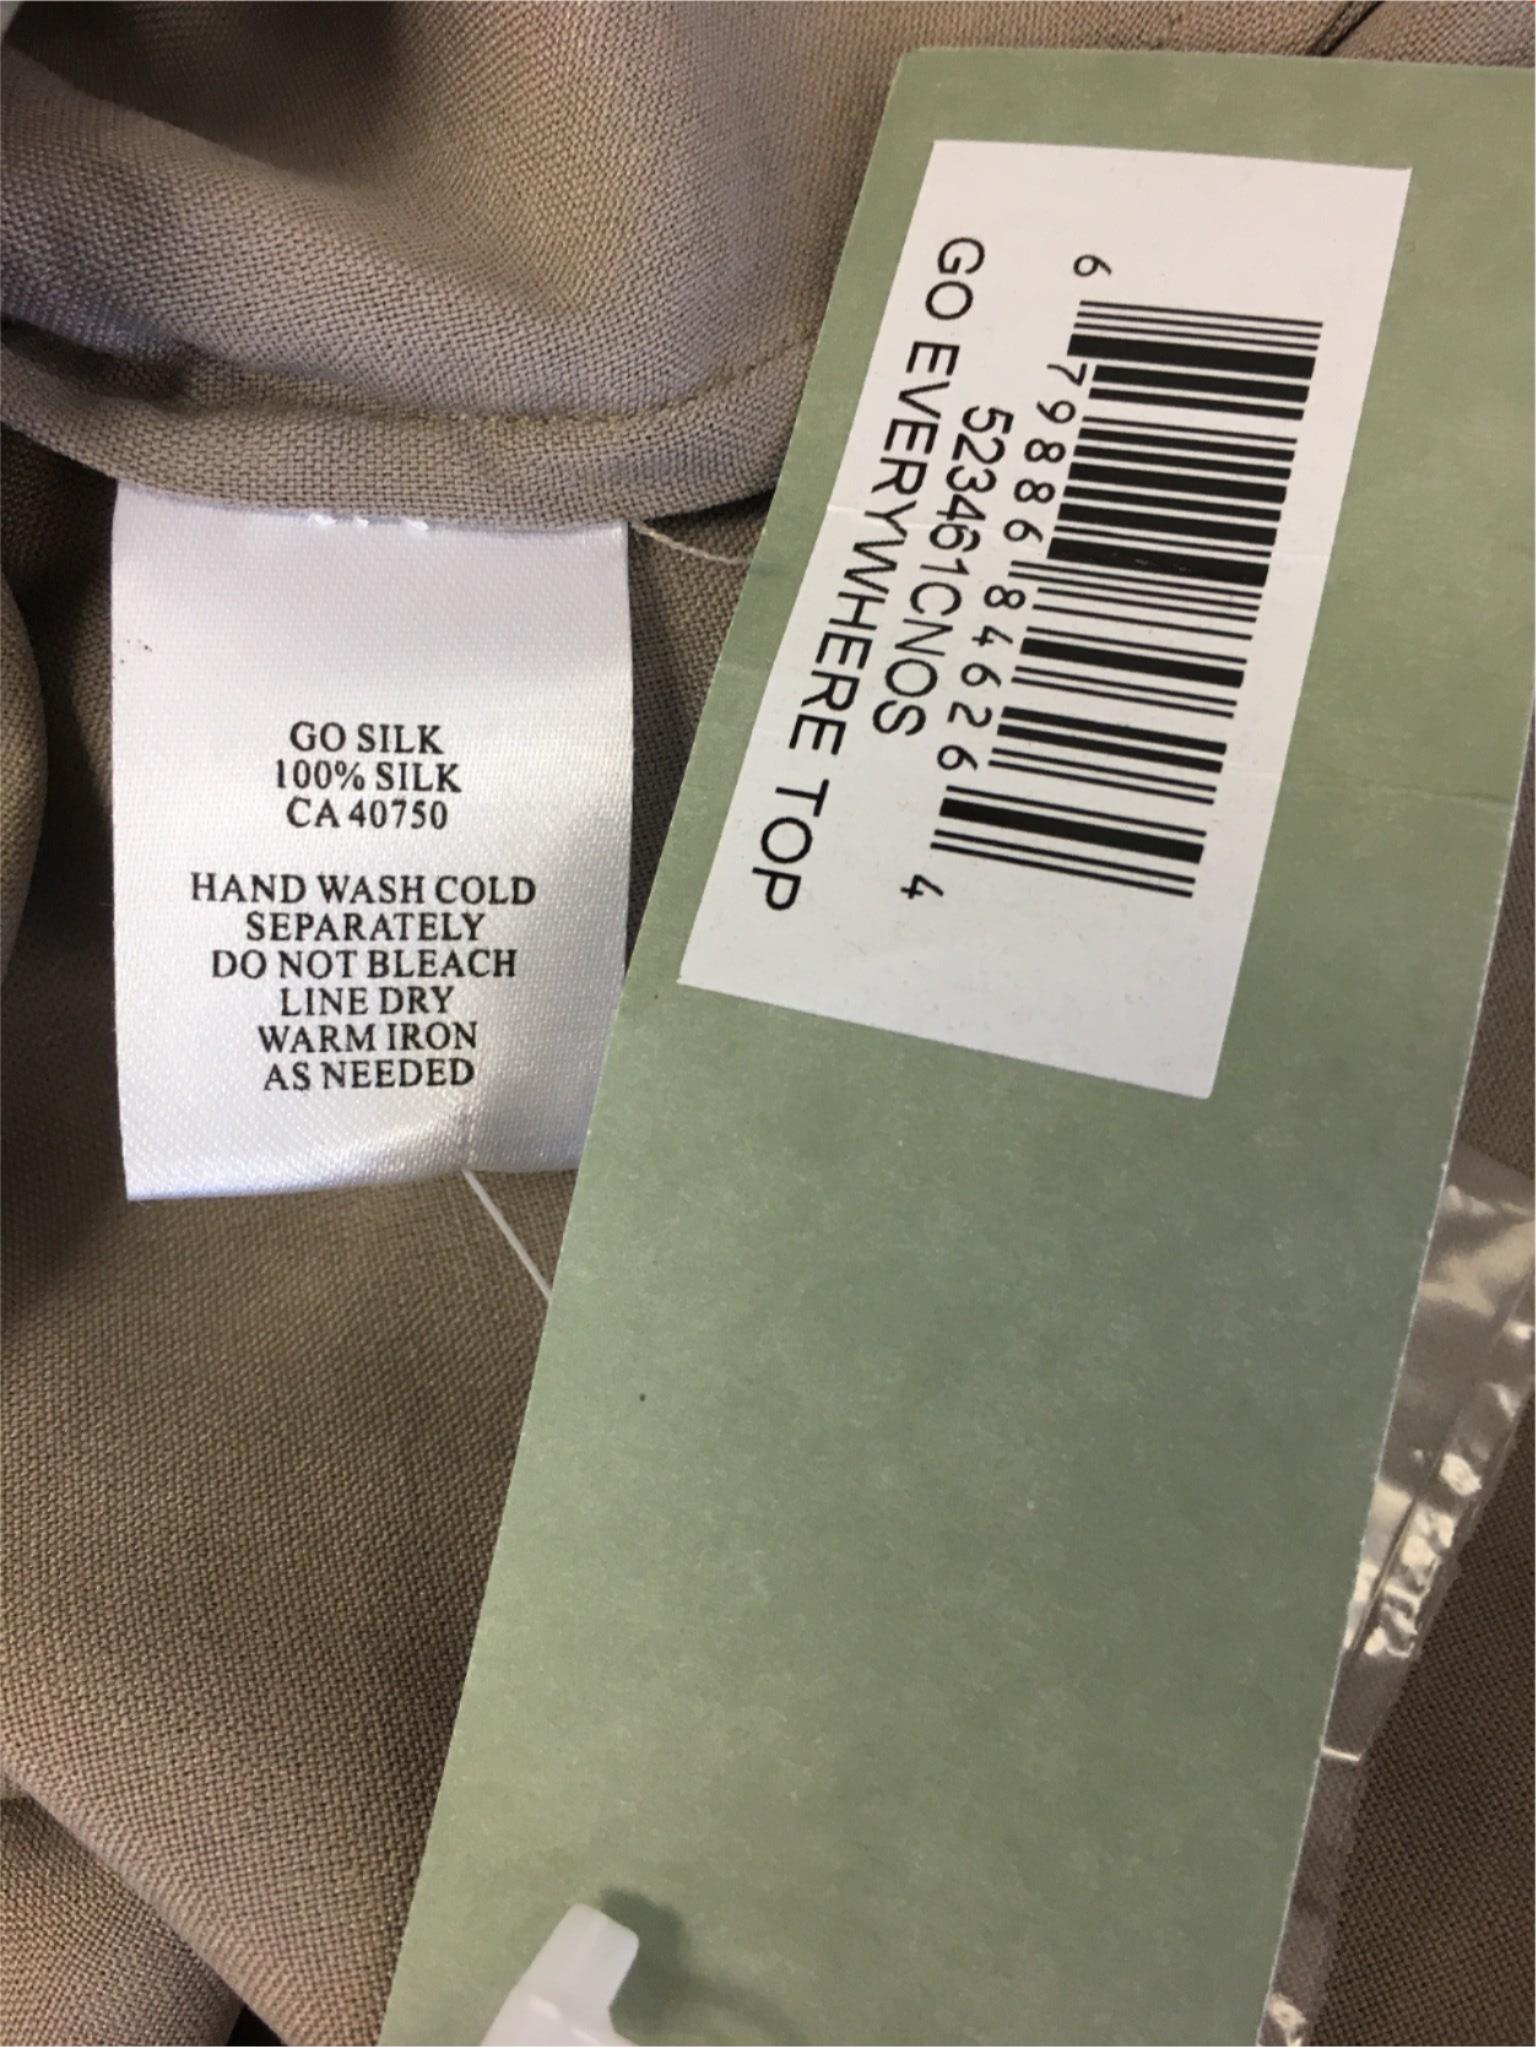 GO SILK
100% SILK
CA 40750
HAND WASH COLD
SEPARATELY
DO NOT BLEACH
LINE DRY
WARM IRON
AS NEEDED
6 79886 84626 4
523461CNOS
GO EVERYWHERE TOP